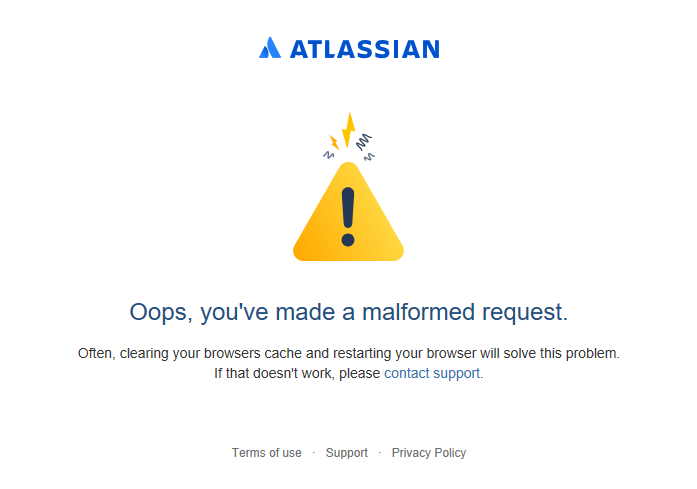 ATLASSIAN
Oops, you've made a malformed request.
Often, clearing your browsers cache and restarting your browser will solve this problem.
If that doesn't work, please contact support.
Terms of use · Support · Privacy Policy